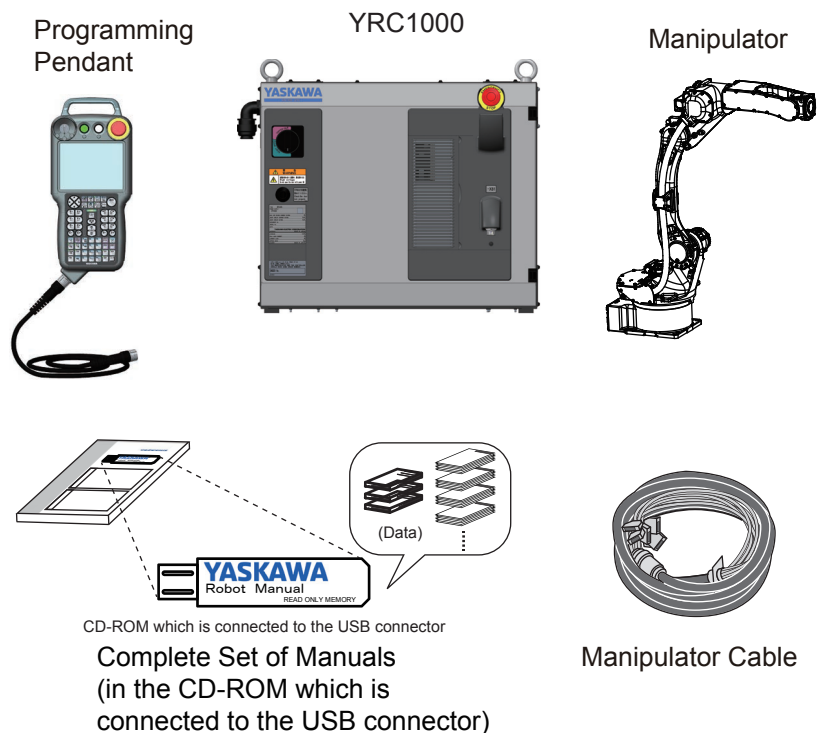 Programming
Pendant
YRC1000
Manipulator
YASKAWA
(Data)
YASKAWA
Robot Manual
READ ONLY MEMORY
CD-ROM which is connected to the USB connector
Complete Set of Manuals
(in the CD-ROM which is
connected to the USB connector)
Manipulator Cable